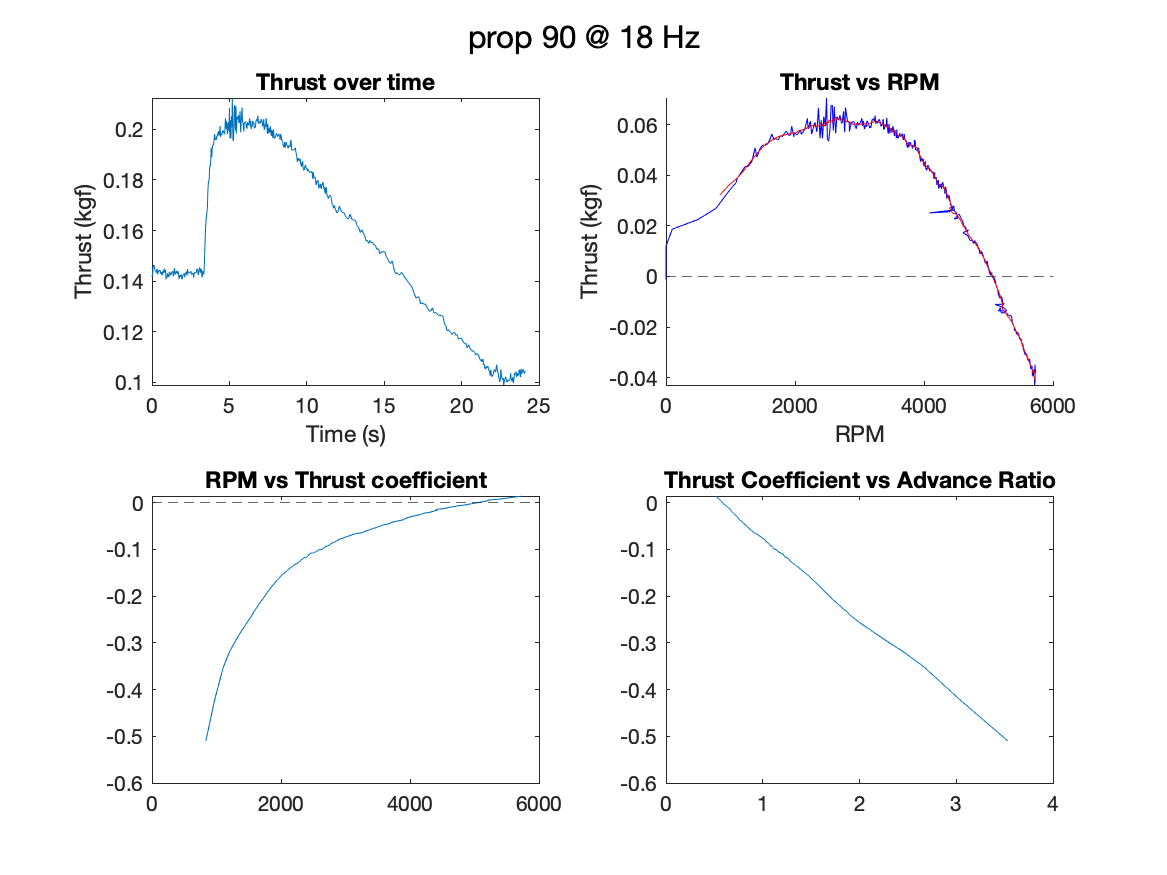 prop 90 @ 18 Hz
Thrust over time
Thrust (kgf)
0.2
0.18
0.16
0.14
0.12
0.1
0 5 10 15 20 25
Time (s)
Thrust vs RPM
Thrust (kgf)
0.06
0.04
0.02
0
-0.02
-0.04
0 2000 4000 6000
RPM
RPM vs Thrust coefficient
0
-0.1
-0.2
-0.3
-0.4
-0.5
-0.6
0 2000 4000 6000
Thrust Coefficient vs Advance Ratio
0
-0.1
-0.2
-0.3
-0.4
-0.5
-0.6
0 1 2 3 4